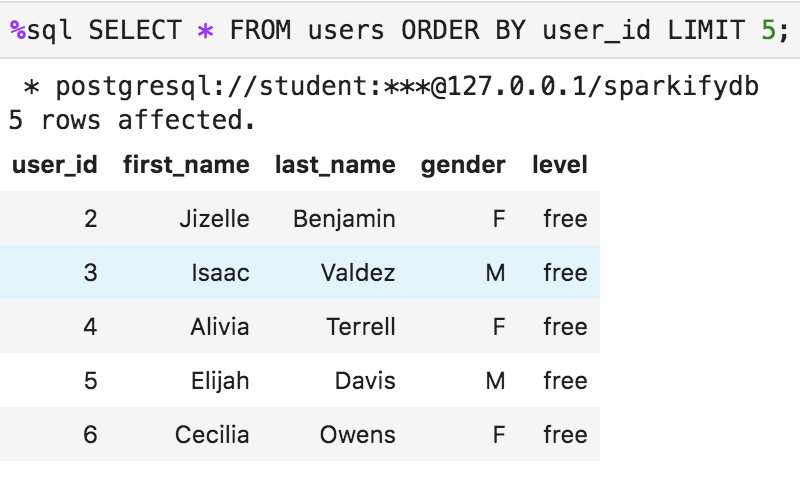 %sql SELECT * FROM users ORDER BY user_id LIMIT 5;
* postgresql://student:***@127.0.0.1/sparkifydb
5 rows affected.
user_id first_name last_name gender level
2 Jizelle Benjamin F free
3 Isaac Valdez M free
4 Alivia Terrell F free
5 Elijah Davis M free
6 Cecilia Owens F free